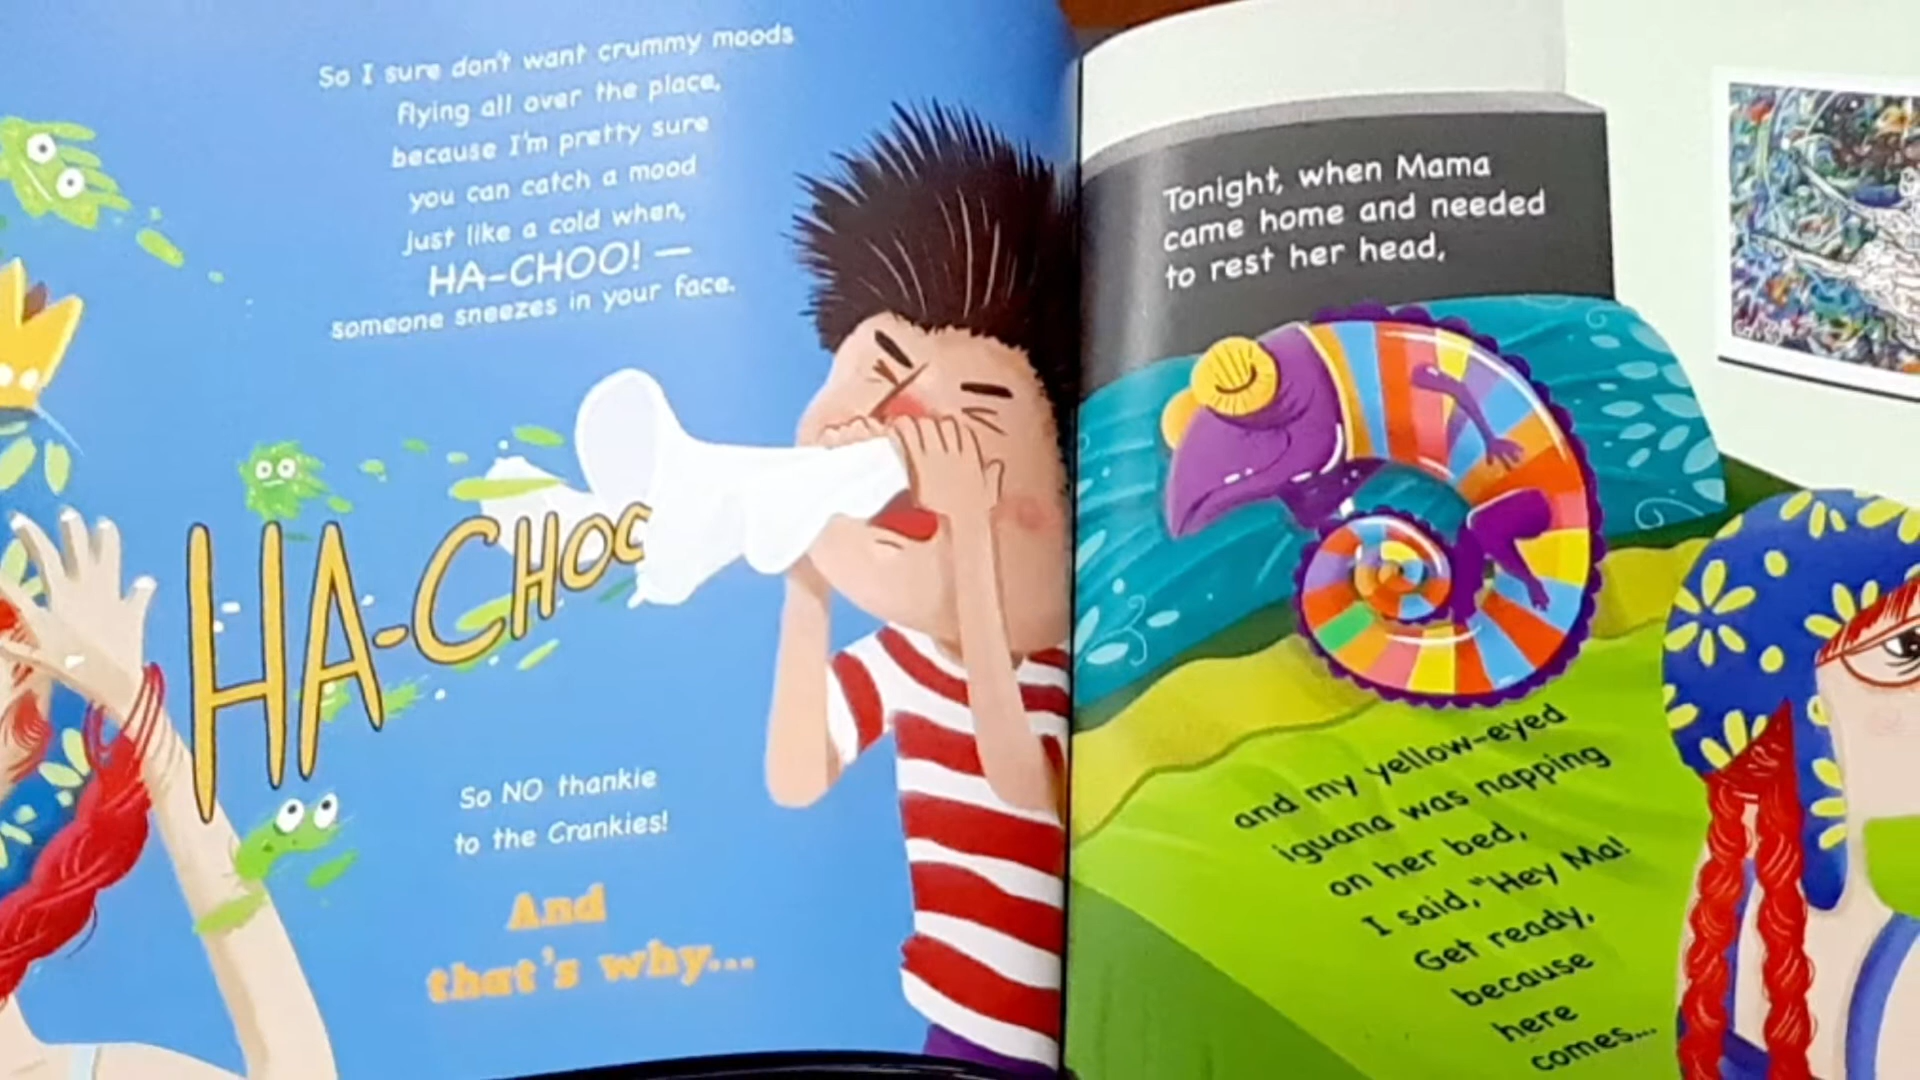 So I sure don't want crummy moods
flying all over the place,
because I'm pretty sure
you can catch a mood
just like a cold when,
HA-CHOO! —
someone sneezes in your face.
HA-CHOO
So NO thankie
to the Crankies!
And
that's why...
Tonight, when Mama
came home and needed
to rest her head,
and my yellow-eyed
iguana was napping
on her bed,
I said, "Hey Ma!
Get ready,
because
here
comes...